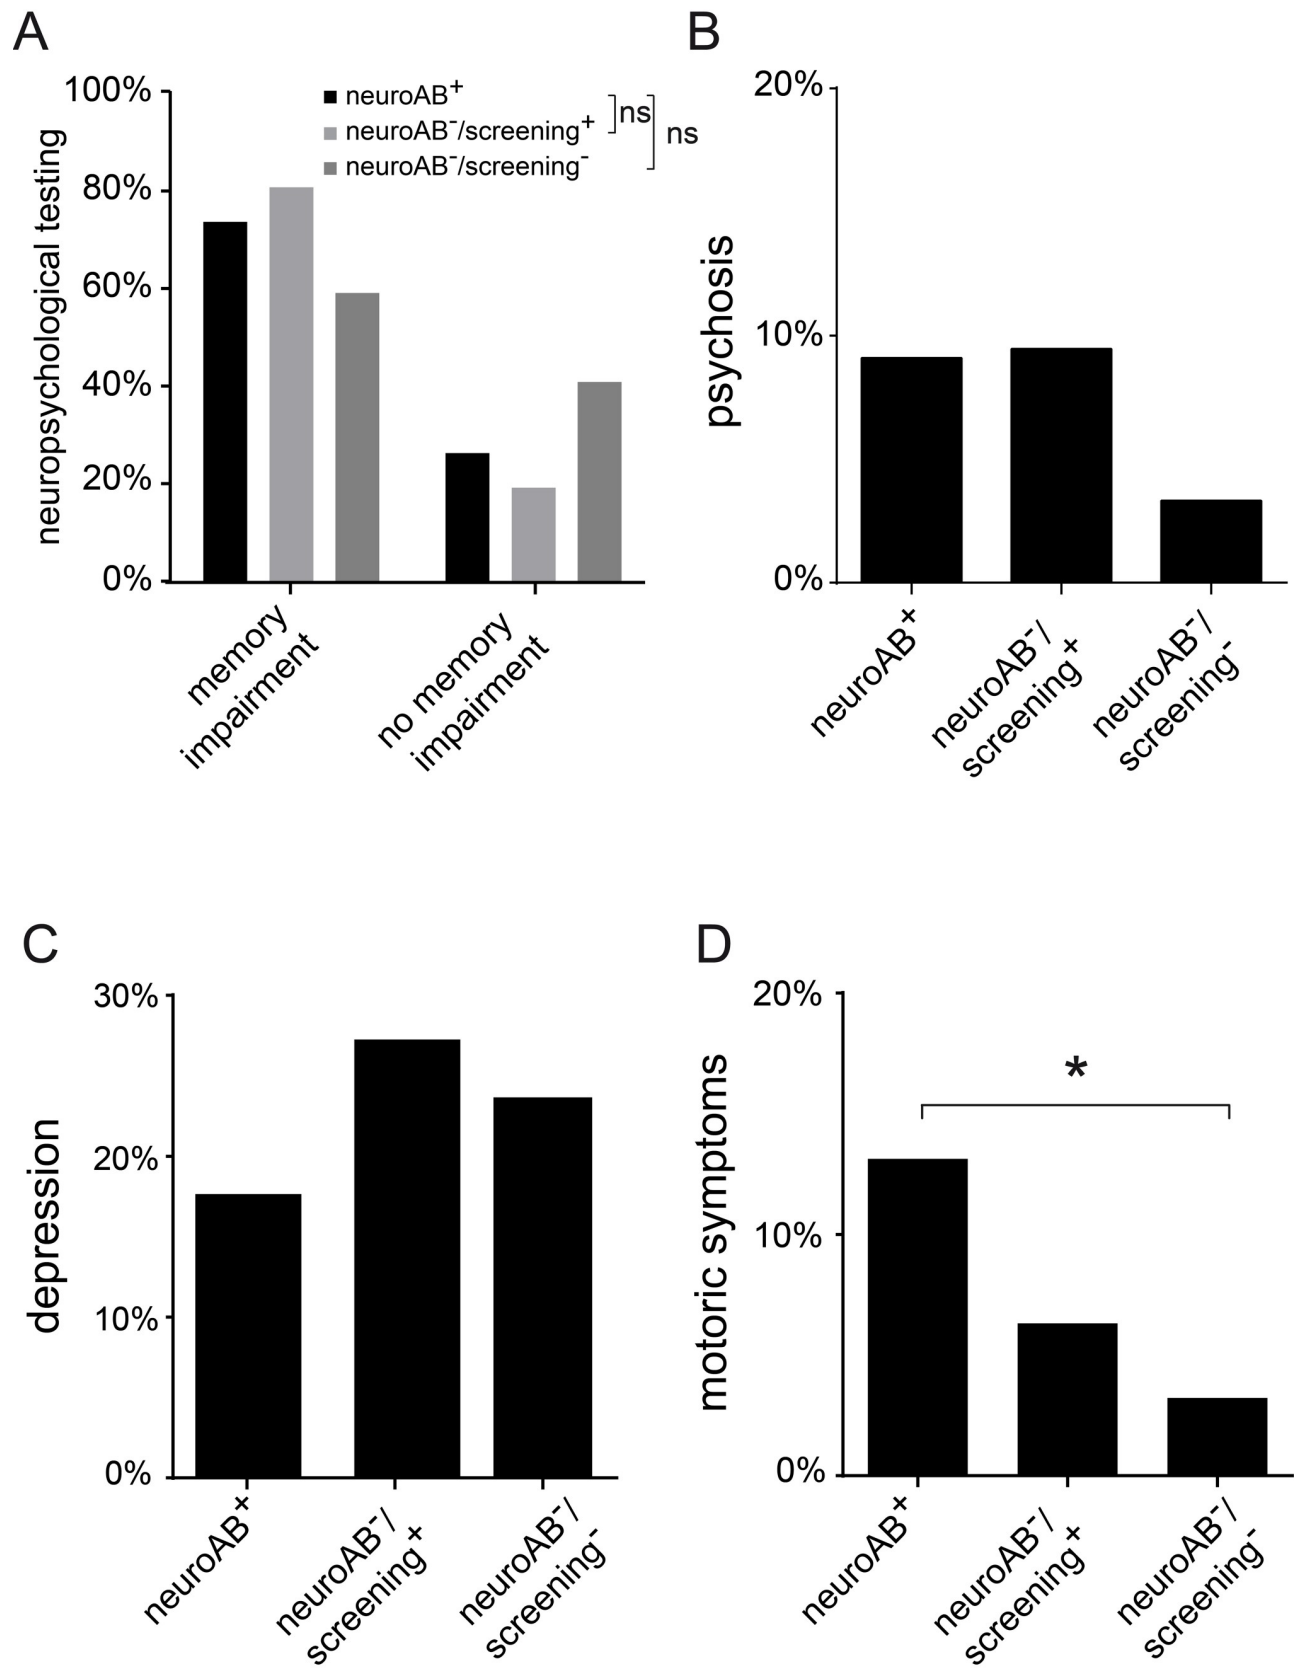 A
neuropsychological testing
100%
80%
60%
40%
20%
0%
neuroAB⁺
neuroAB⁻/screening⁺
neuroAB⁻/screening⁻
ns
ns
memory
impairment
no memory
impairment
B
psychosis
20%
10%
0%
neuroAB⁺
neuroAB⁻/
screening⁺
neuroAB⁻/
screening⁻
C
depression
30%
20%
10%
0%
neuroAB⁺
neuroAB⁻/
screening⁺
neuroAB⁻/
screening⁻
D
motoric symptoms
20%
10%
0%
*
neuroAB⁺
neuroAB⁻/
screening⁺
neuroAB⁻/
screening⁻